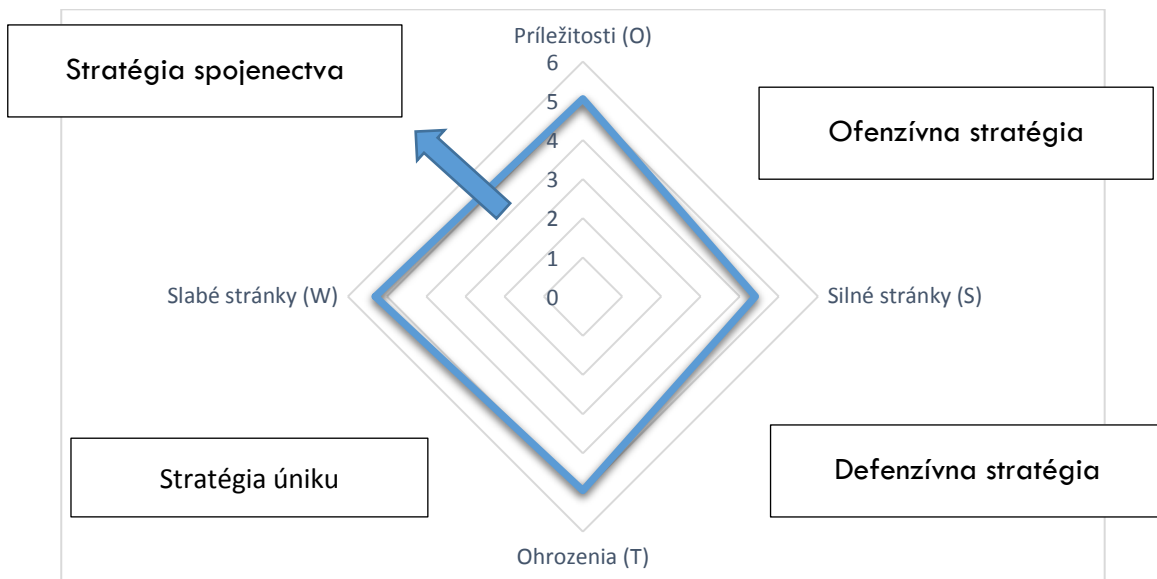 Príležitosti (O)
Stratégia spojenectva
6
5
Ofenzívna stratégia
4
3
2
1
0
Slabé stránky (W)
Silné stránky (S)
Stratégia úniku
Defenzívna stratégia
Ohrozenia (T)